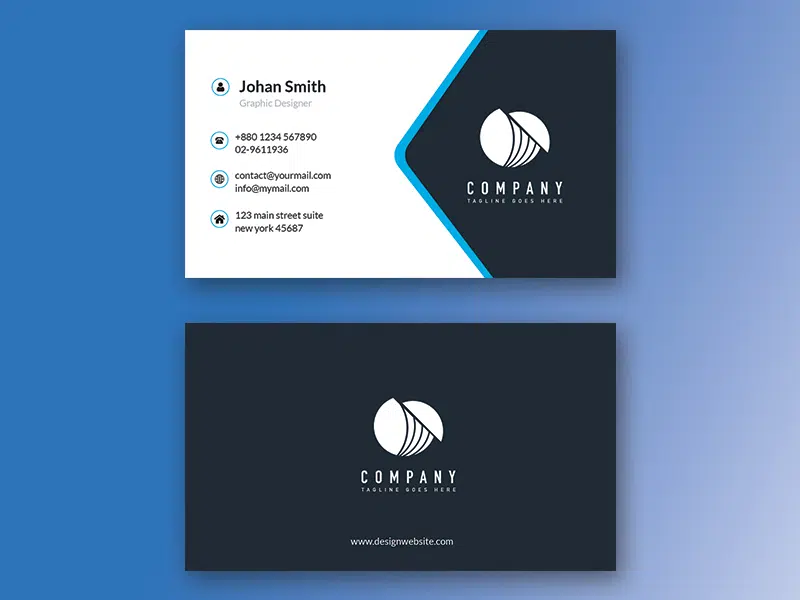 Johan Smith
Graphic Designer
+880 1234 567890
02-9611936
contact@yourmail.com
info@mymail.com
123 main street suite
new york 45687
COMPANY
TAGLINE GOES HERE
COMPANY
TAGLINE GOES HERE
www.designwebsite.com